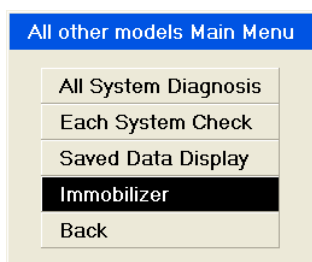 All other models Main Menu
All System Diagnosis
Each System Check
Saved Data Display
Immobilizer
Back